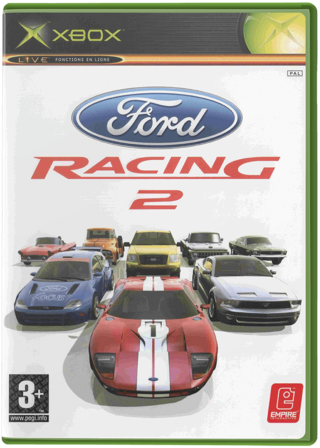 XBOX
LIVE FONCTIONS EN LIGNE
PAL
Ford
RACING
2
3+
www.pegi.info
e
EMPIRE